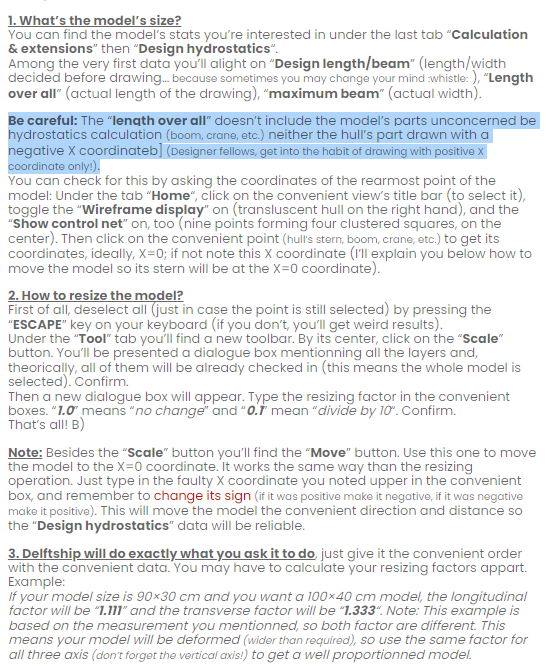 1. What's the model's size?
You can find the model's stats you're interested in under the last tab "Calculation
& extensions" then "Design hydrostatics".
Among the very first data you'll alight on "Design length/beam" (length/width
decided before drawing... because sometimes you may change your mind :whistle: ), "Length
over all" (actual length of the drawing), "maximum beam" (actual width).
Be careful: The "length over all" doesn't include the model's parts unconcerned be
hydrostatics calculation (boom, crane, etc.) neither the hull's part drawn with a
negative X coordinateb] (Designer fellows, get into the habit of drawing with positive X
coordinate only!).
You can check for this by asking the coordinates of the rearmost point of the
model: Under the tab "Home", click on the convenient view's title bar (to select it),
toggle the "Wireframe display" on (transluscent hull on the right hand), and the
"Show control net" on, too (nine points forming four clustered squares, on the
center). Then click on the convenient point (hull's stern, boom, crane, etc.) to get its
coordinates, ideally, X=0; if not note this X coordinate (I'll explain you below how to
move the model so its stern will be at the X=0 coordinate).
2. How to resize the model?
First of all, deselect all (just in case the point is still selected) by pressing the
"ESCAPE" key on your keyboard (if you don't, you'll get weird results).
Under the "Tool" tab you'll find a new toolbar. By its center, click on the "Scale"
button. You'll be presented a dialogue box mentionning all the layers and,
theorically, all of them will be already checked in (this means the whole model is
selected). Confirm.
Then a new dialogue box will appear. Type the resizing factor in the convenient
boxes. "1.0" means "no change" and "0.1" mean "divide by 10". Confirm.
That's all! B)
Note: Besides the "Scale" button you'll find the "Move" button. Use this one to move
the model to the X=0 coordinate. It works the same way than the resizing
operation. Just type in the faulty X coordinate you noted upper in the convenient
box, and remember to change its sign (if it was positive make it negative, if it was negative
make it positive). This will move the model the convenient direction and distance so
the "Design hydrostatics" data will be reliable.
3. Delftship will do exactly what you ask it to do, just give it the convenient order
with the convenient data. You may have to calculate your resizing factors appart.
Example:
If your model size is 90×30 cm and you want a 100×40 cm model, the longitudinal
factor will be "1.111" and the transverse factor will be "1.333". Note: This example is
based on the measurement you mentionned, so both factor are different. This
means your model will be deformed (wider than required), so use the same factor for
all three axis (don't forget the vertical axis!) to get a well proportionned model.